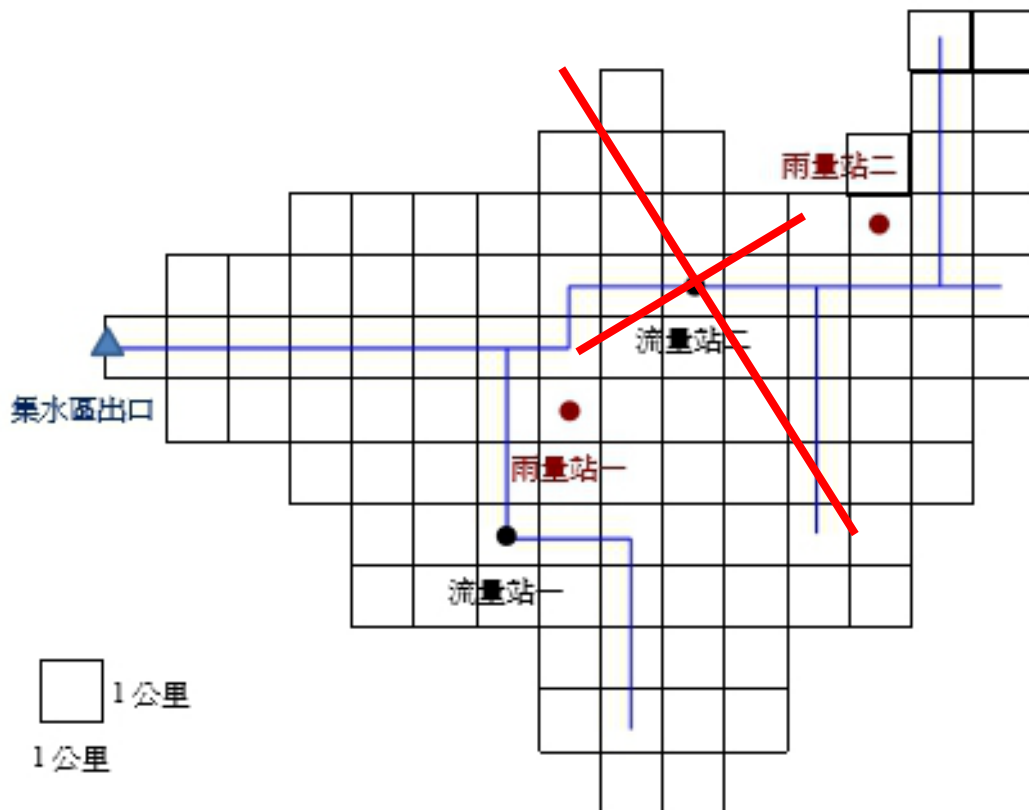 雨量站二
流量站二
集水區出口
雨量站一
流量站一
1 公里
1 公里